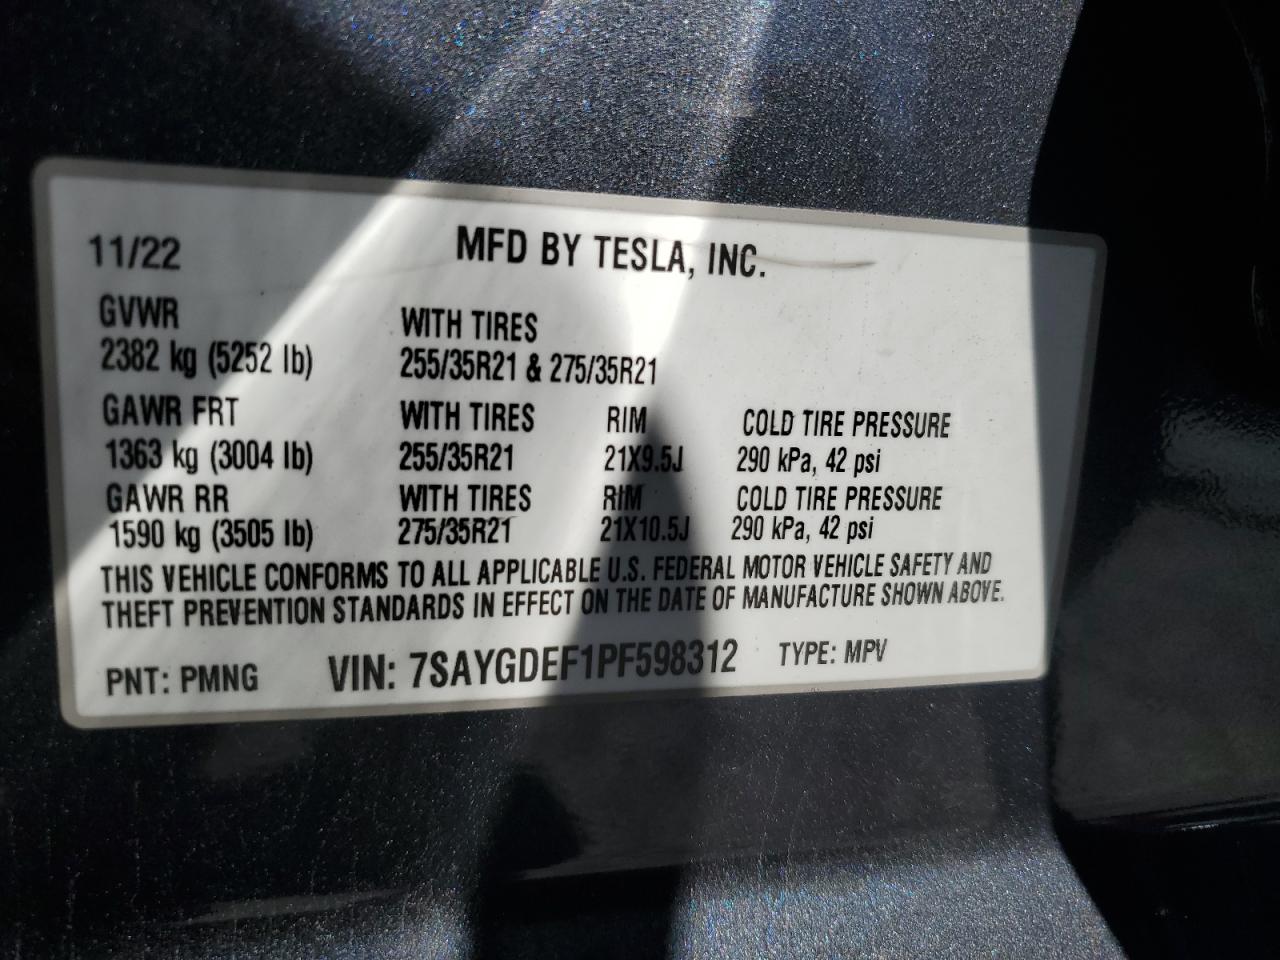 11/22 MFD BY TESLA, INC.
GVWR WITH TIRES
2382 kg (5252 lb) 255/35R21 & 275/35R21
GAWR FRT WITH TIRES RIM COLD TIRE PRESSURE
1363 kg (3004 lb) 255/35R21 21X9.5J 290 kPa, 42 psi
GAWR RR WITH TIRES RIM COLD TIRE PRESSURE
1590 kg (3505 lb) 275/35R21 21X10.5J 290 kPa, 42 psi
THIS VEHICLE CONFORMS TO ALL APPLICABLE U.S. FEDERAL MOTOR VEHICLE SAFETY AND
THEFT PREVENTION STANDARDS IN EFFECT ON THE DATE OF MANUFACTURE SHOWN ABOVE.
PNT: PMNG VIN: 7SAYGDEF1PF598312 TYPE: MPV